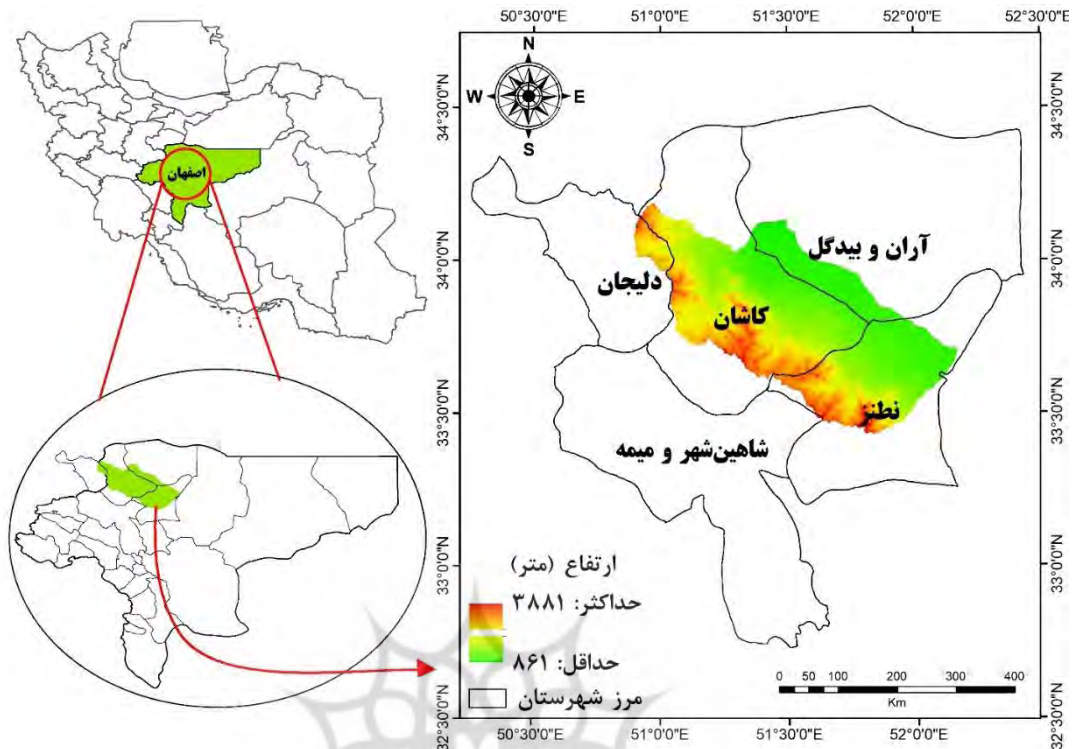 اصفهان
50°30'0"E 51°0'0"E 51°30'0"E 52°0'0"E 52°30'0"E
N
W E
S
34°30'0"N
34°30'0"N
34°0'0"N
34°0'0"N
33°30'0"N
33°30'0"N
33°0'0"N
33°0'0"N
32°30'0"N
32°30'0"N
آران و بیدگل
دلیجان
کاشان
نطنز
شاهین‌شهر و میمه
ارتفاع (متر)
حداکثر: ۳۸۸۱
حداقل: ۸۶۱
مرز شهرستان
0 50 100 200 300 400
Km
50°30'0"E 51°0'0"E 51°30'0"E 52°0'0"E